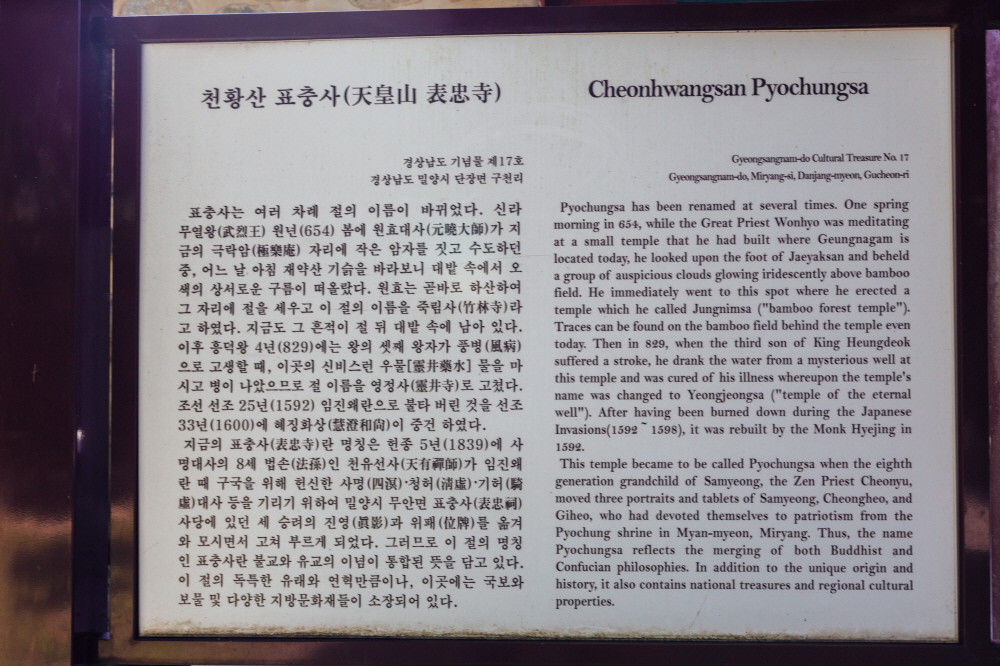 천황산 표충사(天皇山 表忠寺)
경상남도 기념물 제17호
경상남도 밀양시 단장면 구천리
표충사는 여러 차례 절의 이름이 바뀌었다. 신라
무열왕(武烈王) 원년(654) 봄에 원효대사(元曉大師)가 지
금의 극락암(極樂庵) 자리에 작은 암자를 짓고 수도하던
중, 어느 날 아침 재약산 기슭을 바라보니 대밭 속에서 오
색의 상서로운 구름이 떠올랐다. 원효는 곧바로 하산하여
그 자리에 절을 세우고 이 절의 이름을 죽림사(竹林寺)라
고 하였다. 지금도 그 흔적이 절 뒤 대밭 속에 남아 있다.
이후 흥덕왕 4년(829)에는 왕의 셋째 왕자가 풍병(風病)
으로 고생할 때, 이곳의 신비스런 우물[靈井藥水] 물을 마
시고 병이 나았으므로 절 이름을 영정사(靈井寺)로 고쳤다.
조선 선조 25년(1592) 임진왜란으로 불타 버린 것을 선조
33년(1600)에 혜징화상(慧澄和尙)이 중건 하였다.
지금의 표충사(表忠寺)란 명칭은 헌종 5년(1839)에 사
명대사의 8세 법손(法孫)인 천유선사(天有禪師)가 임진왜
란 때 구국을 위해 헌신한 사명(四溟)·청허(清虛)·기허(騎
虛)대사 등을 기리기 위하여 밀양시 무안면 표충사(表忠祠)
사당에 있던 세 승려의 진영(眞影)과 위패(位牌)를 옮겨
와 모시면서 고쳐 부르게 되었다. 그러므로 이 절의 명칭
인 표충사란 불교와 유교의 이념이 통합된 뜻을 담고 있다.
이 절의 독특한 유래와 연혁만큼이나, 이곳에는 국보와
보물 및 다양한 지방문화재들이 소장되어 있다.
Cheonhwangsan Pyochungsa
Gyeongsangnam-do Cultural Treasure No. 17
Gyeongsangnam-do, Miryang-si, Danjang-myeon, Gucheon-ri
Pyochungsa has been renamed at several times. One spring
morning in 654, while the Great Priest Wonhyo was meditating
at a small temple that he had built where Geungnagam is
located today, he looked upon the foot of Jaeyaksan and beheld
a group of auspicious clouds glowing iridescently above bamboo
field. He immediately went to this spot where he erected a
temple which he called Jungnimsa ("bamboo forest temple").
Traces can be found on the bamboo field behind the temple even
today. Then in 829, when the third son of King Heungdeok
suffered a stroke, he drank the water from a mysterious well at
this temple and was cured of his illness whereupon the temple's
name was changed to Yeongjeongsa ("temple of the eternal
well"). After having been burned down during the Japanese
Invasions(1592 ~ 1598), it was rebuilt by the Monk Hyejing in
1592.
This temple became to be called Pyochungsa when the eighth
generation grandchild of Samyeong, the Zen Priest Cheonyu,
moved three portraits and tablets of Samyeong, Cheongheo, and
Giheo, who had devoted themselves to patriotism from the
Pyochung shrine in Myan-myeon, Miryang. Thus, the name
Pyochungsa reflects the merging of both Buddhist and
Confucian philosophies. In addition to the unique origin and
history, it also contains national treasures and regional cultural
properties.